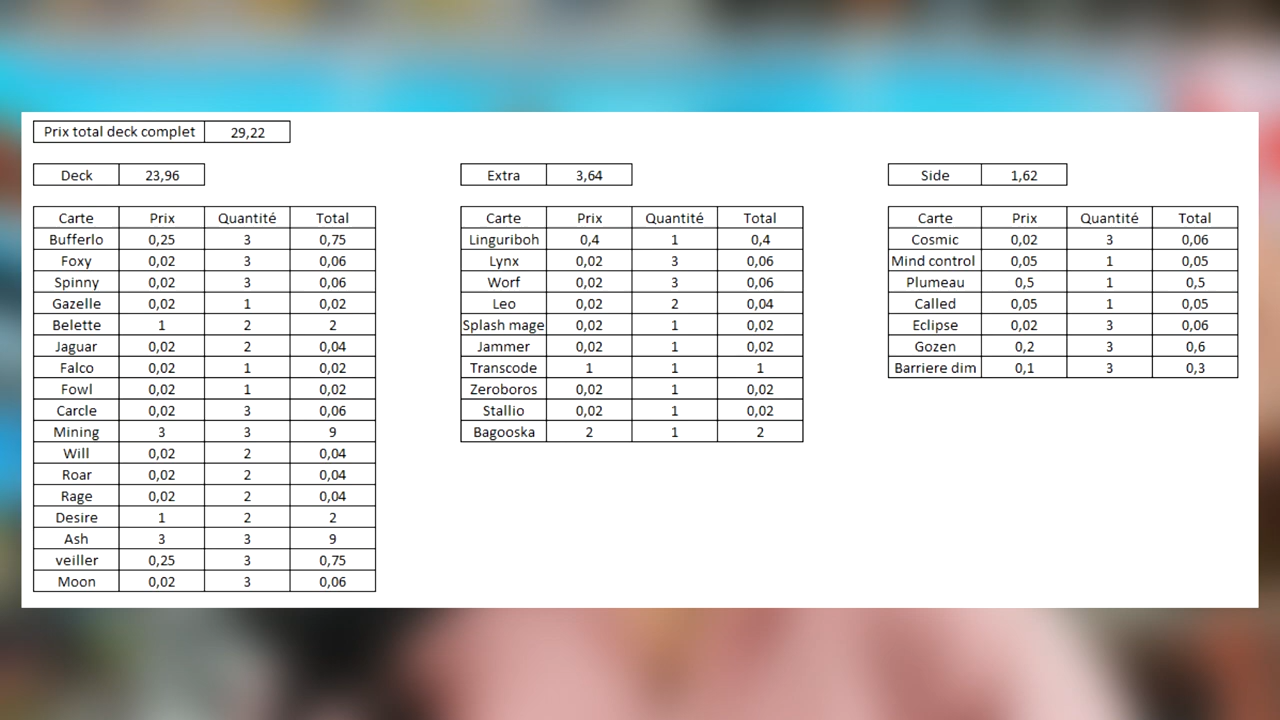 Prix total deck complet 29,22
Deck 23,96
Carte Prix Quantité Total
Bufferlo 0,25 3 0,75
Foxy 0,02 3 0,06
Spinny 0,02 3 0,06
Gazelle 0,02 1 0,02
Belette 1 2 2
Jaguar 0,02 2 0,04
Falco 0,02 1 0,02
Fowl 0,02 1 0,02
Carcle 0,02 3 0,06
Mining 3 3 9
Will 0,02 2 0,04
Roar 0,02 2 0,04
Rage 0,02 2 0,04
Desire 1 2 2
Ash 3 3 9
veiller 0,25 3 0,75
Moon 0,02 3 0,06
Extra 3,64
Carte Prix Quantité Total
Linguriboh 0,4 1 0,4
Lynx 0,02 3 0,06
Worf 0,02 3 0,06
Leo 0,02 2 0,04
Splash mage 0,02 1 0,02
Jammer 0,02 1 0,02
Transcode 1 1 1
Zeroboros 0,02 1 0,02
Stallio 0,02 1 0,02
Bagooska 2 1 2
Side 1,62
Carte Prix Quantité Total
Cosmic 0,02 3 0,06
Mind control 0,05 1 0,05
Plumeau 0,5 1 0,5
Called 0,05 1 0,05
Eclipse 0,02 3 0,06
Gozen 0,2 3 0,6
Barriere dim 0,1 3 0,3